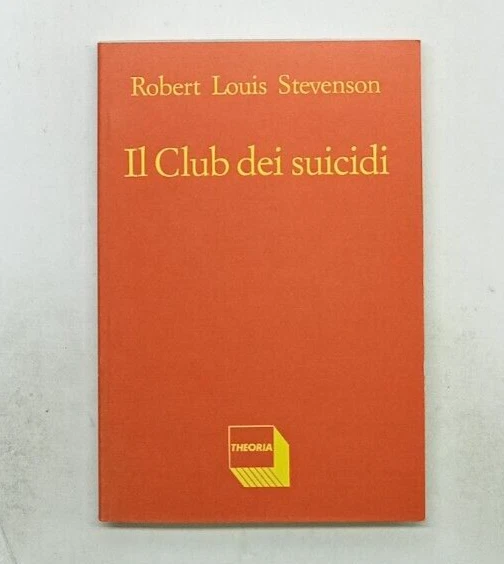 Robert Louis Stevenson
Il Club dei suicidi
THEORIA